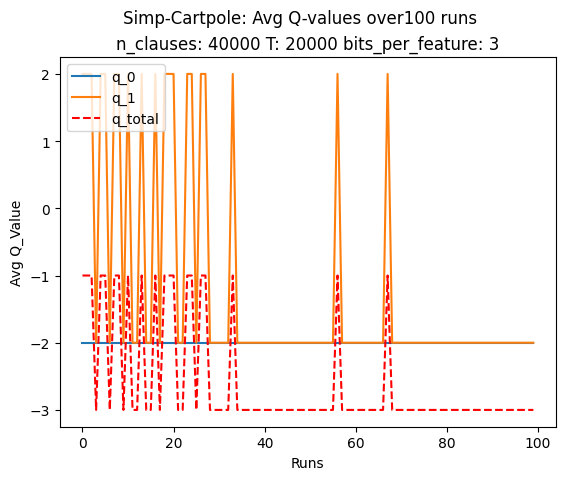 Simp-Cartpole: Avg Q-values over100 runs
n_clauses: 40000 T: 20000 bits_per_feature: 3
q_0
q_1
q_total
2
1
0
−1
−2
−3
Avg Q_Value
0 20 40 60 80 100
Runs